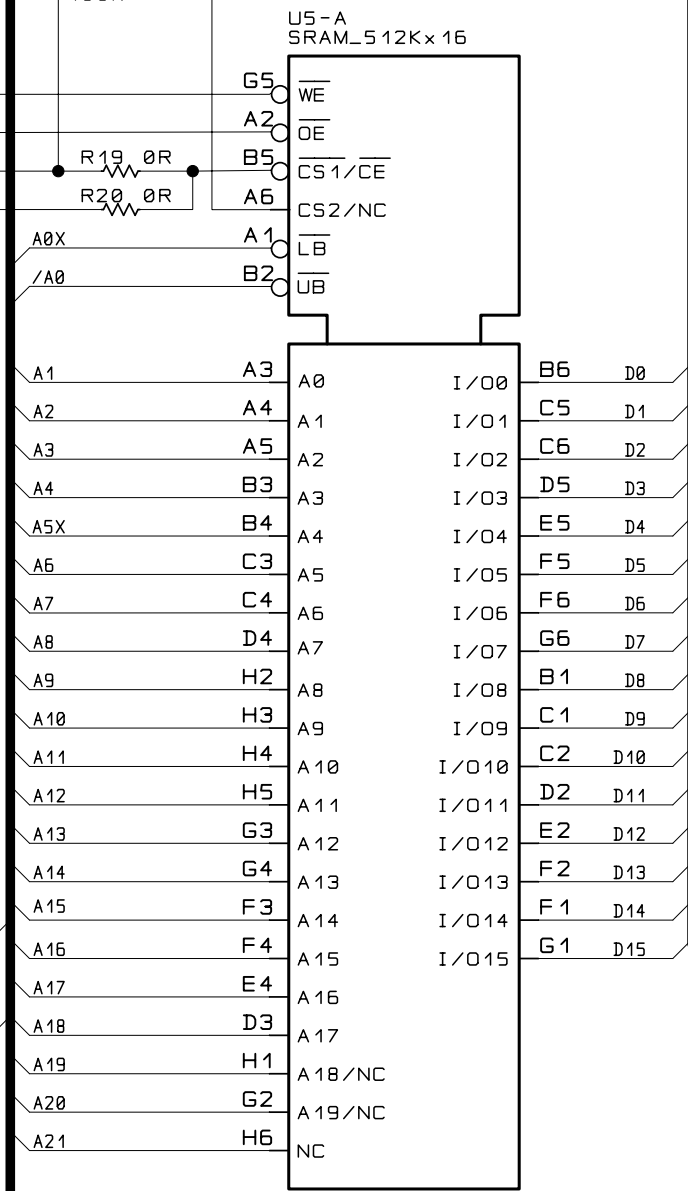 U5-A
SRAM_512Kx16
G5 WE
A2 OE
R19 0R B5 CS1/CE
R20 0R A6 CS2/NC
A0X A1 LB
/A0 B2 UB
A1 A3 A0 I/O0 B6 D0
A2 A4 A1 I/O1 C5 D1
A3 A5 A2 I/O2 C6 D2
A4 B3 A3 I/O3 D5 D3
A5X B4 A4 I/O4 E5 D4
A6 C3 A5 I/O5 F5 D5
A7 C4 A6 I/O6 F6 D6
A8 D4 A7 I/O7 G6 D7
A9 H2 A8 I/O8 B1 D8
A10 H3 A9 I/O9 C1 D9
A11 H4 A10 I/O10 C2 D10
A12 H5 A11 I/O11 D2 D11
A13 G3 A12 I/O12 E2 D12
A14 G4 A13 I/O13 F2 D13
A15 F3 A14 I/O14 F1 D14
A16 F4 A15 I/O15 G1 D15
A17 E4 A16
A18 D3 A17
A19 H1 A18/NC
A20 G2 A19/NC
A21 H6 NC